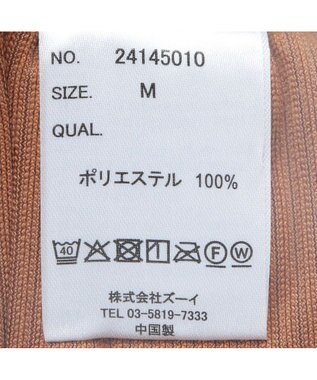 NO. 24145010
SIZE. M
QUAL.
ポリエステル 100%
40 F W
株式会社ズーイ
TEL 03-5819-7333
中国製